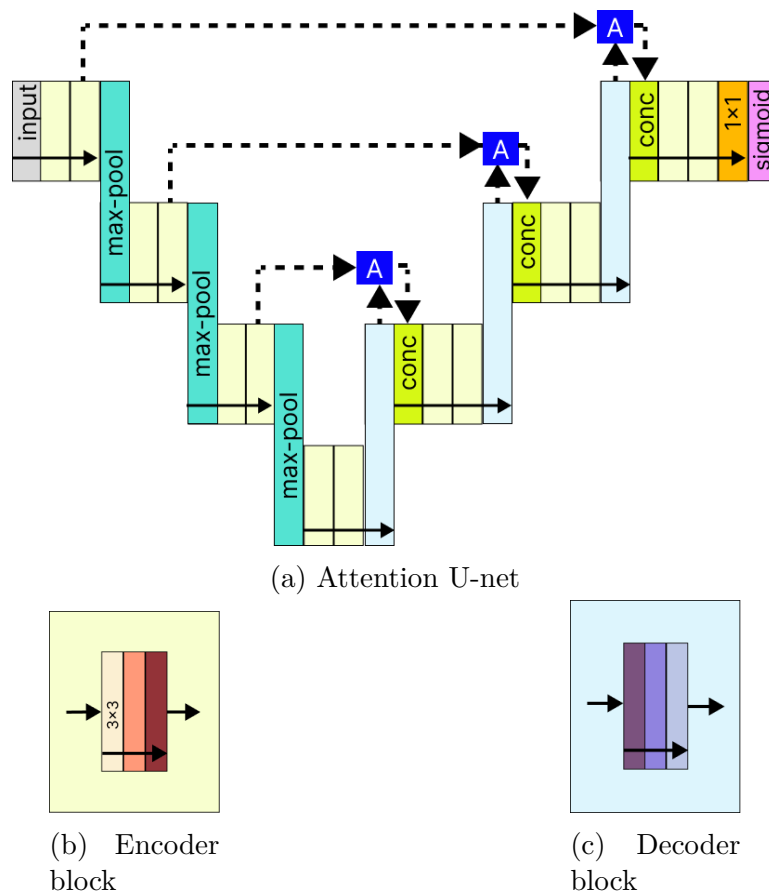 A
input
conc
1×1
sigmoid
max-pool
A
conc
max-pool
A
conc
max-pool
(a) Attention U-net
3×3
(b) Encoder
block
(c) Decoder
block